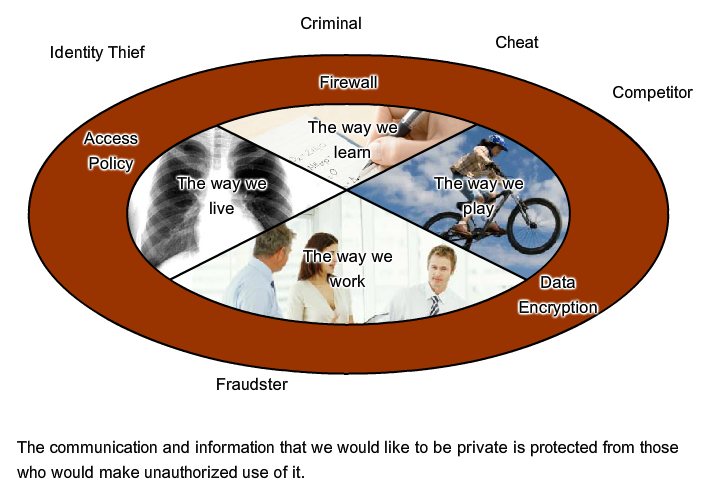 Criminal
Cheat
Identity Thief
Firewall
Competitor
Access
Policy
The way we
learn
The way we
live
The way we
play
The way we
work
Data
Encryption
Fraudster
The communication and information that we would like to be private is protected from those
who would make unauthorized use of it.